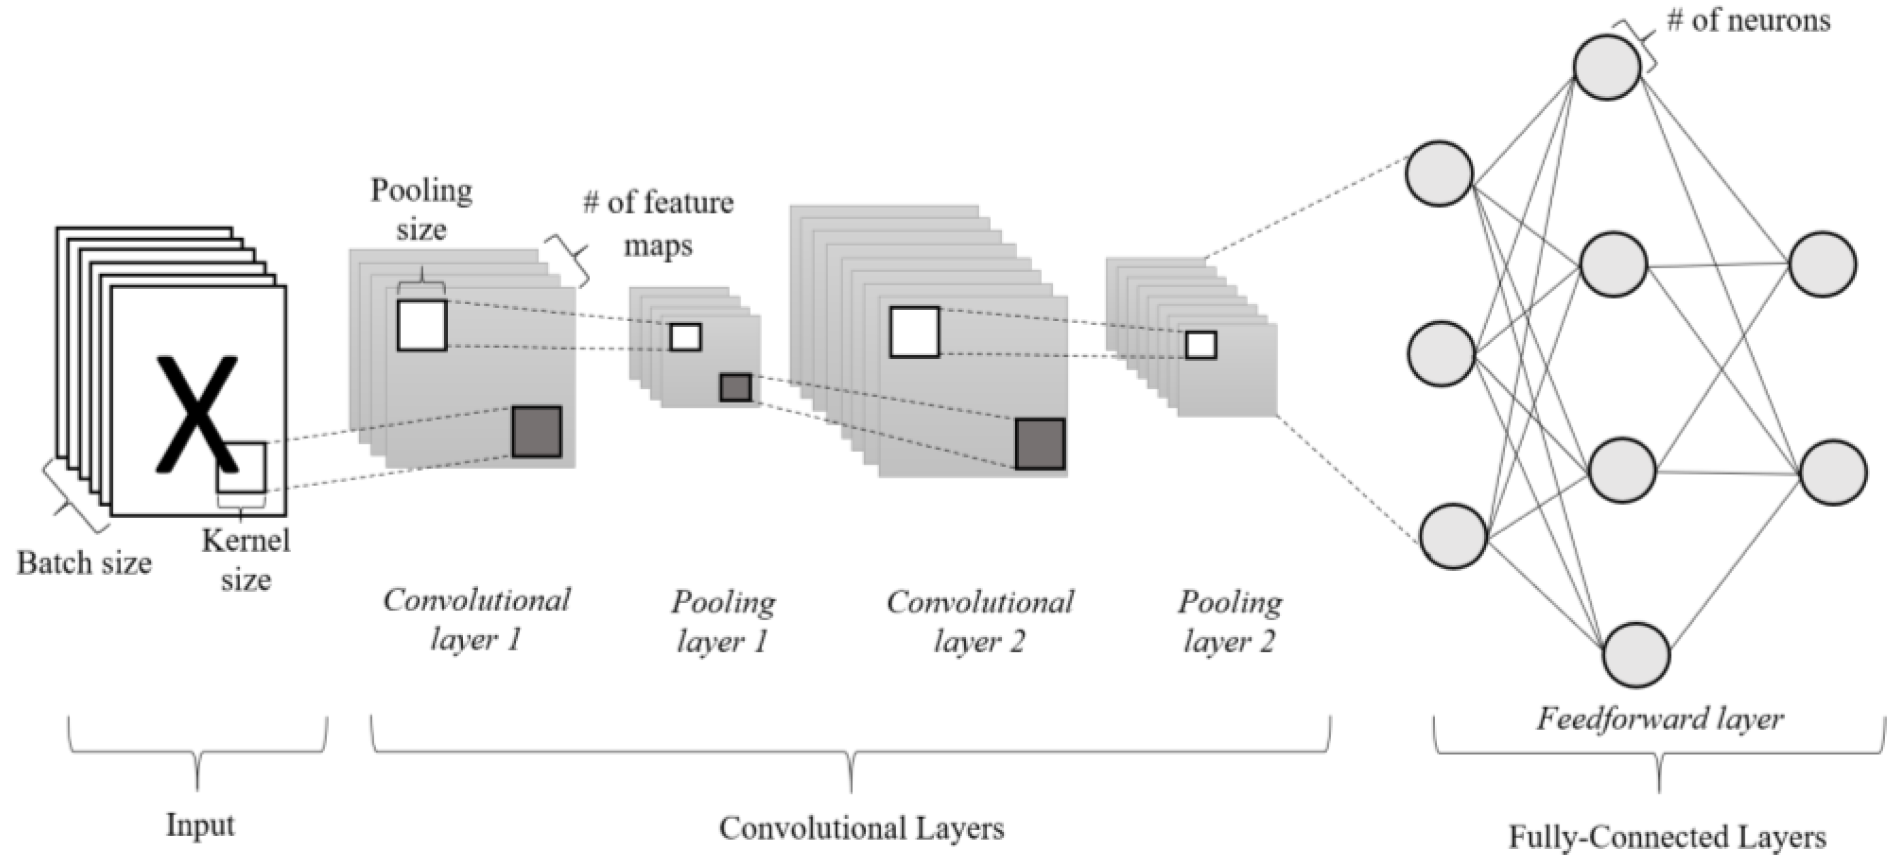 # of neurons
Pooling
size
# of feature
maps
X
Batch size
Kernel
size
Convolutional
layer 1
Pooling
layer 1
Convolutional
layer 2
Pooling
layer 2
Feedforward layer
Input
Convolutional Layers
Fully-Connected Layers